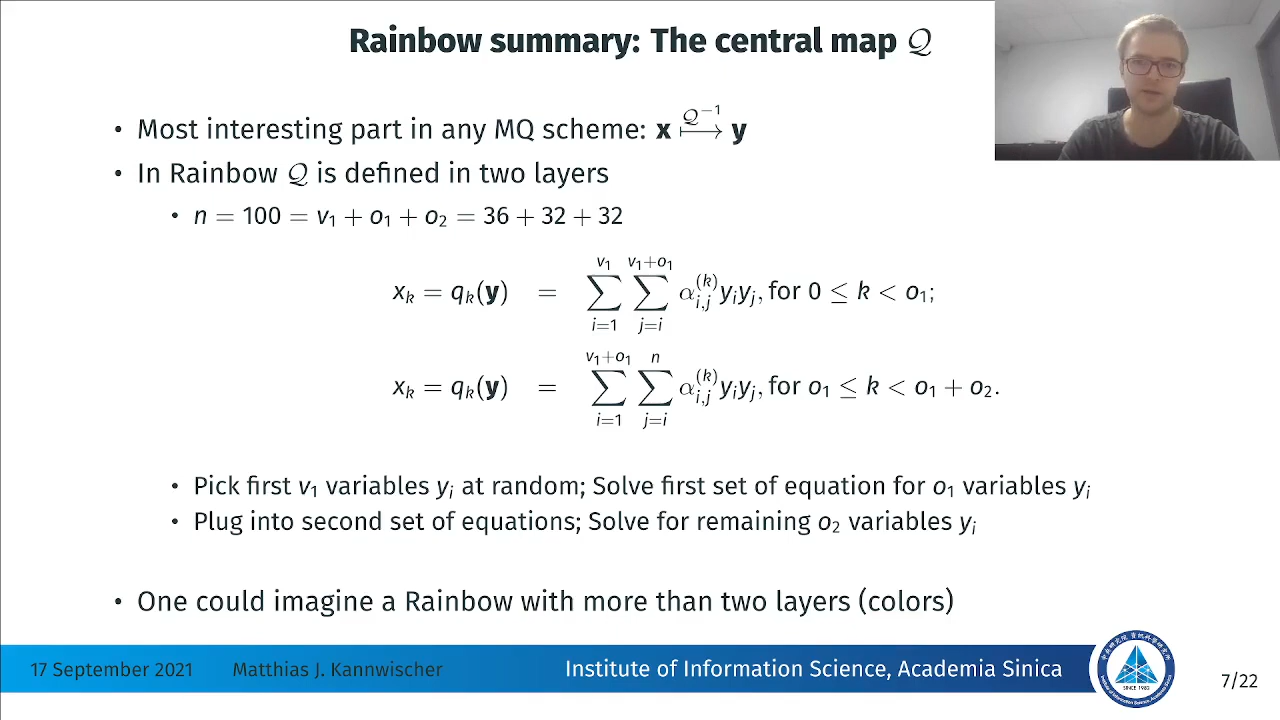 Rainbow summary: The central map 𝒬
• Most interesting part in any MQ scheme: x ⟼^{𝒬⁻¹} y
• In Rainbow 𝒬 is defined in two layers
• n = 100 = v₁ + o₁ + o₂ = 36 + 32 + 32
x_k = q_k(y) = ∑_{i=1}^{v₁} ∑_{j=i}^{v₁+o₁} α_{i,j}^{(k)} y_i y_j, for 0 ≤ k < o₁;
x_k = q_k(y) = ∑_{i=1}^{v₁+o₁} ∑_{j=i}^{n} α_{i,j}^{(k)} y_i y_j, for o₁ ≤ k < o₁ + o₂.
• Pick first v₁ variables y_i at random; Solve first set of equation for o₁ variables y_i
• Plug into second set of equations; Solve for remaining o₂ variables y_i
• One could imagine a Rainbow with more than two layers (colors)
17 September 2021 Matthias J. Kannwischer Institute of Information Science, Academia Sinica
SINCE 1982
7/22